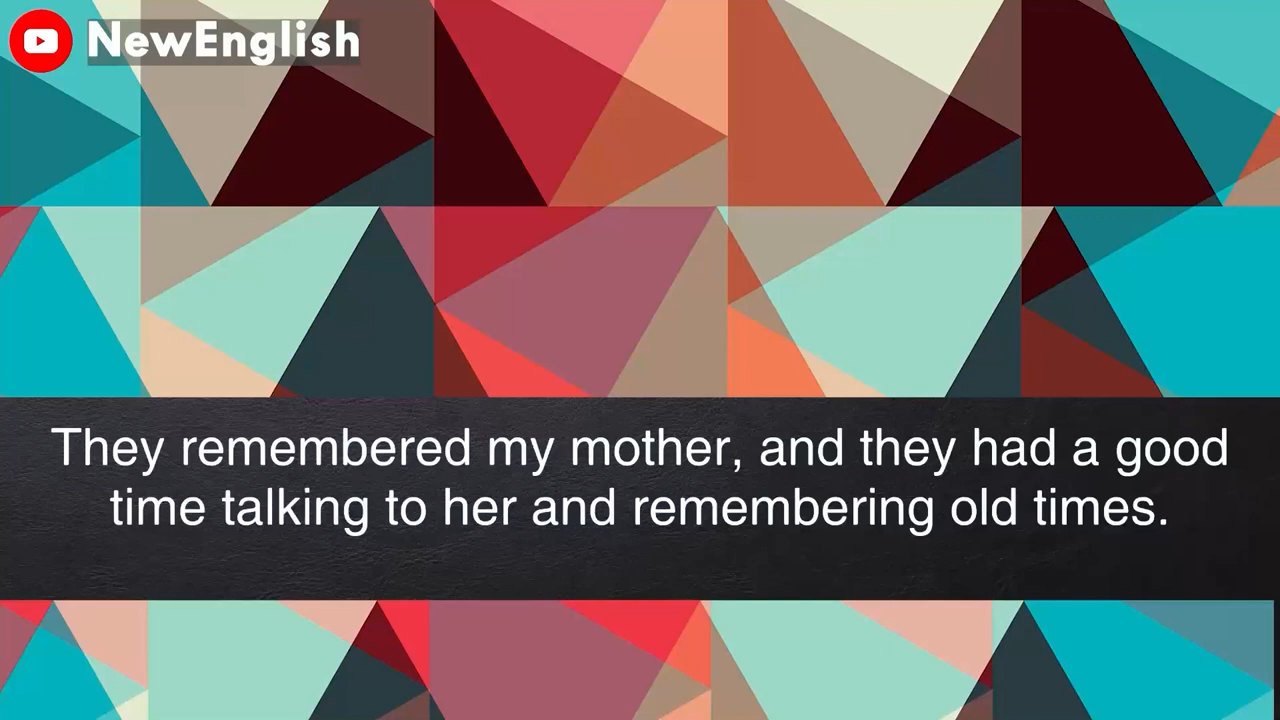 NewEnglish
They remembered my mother, and they had a good
time talking to her and remembering old times.